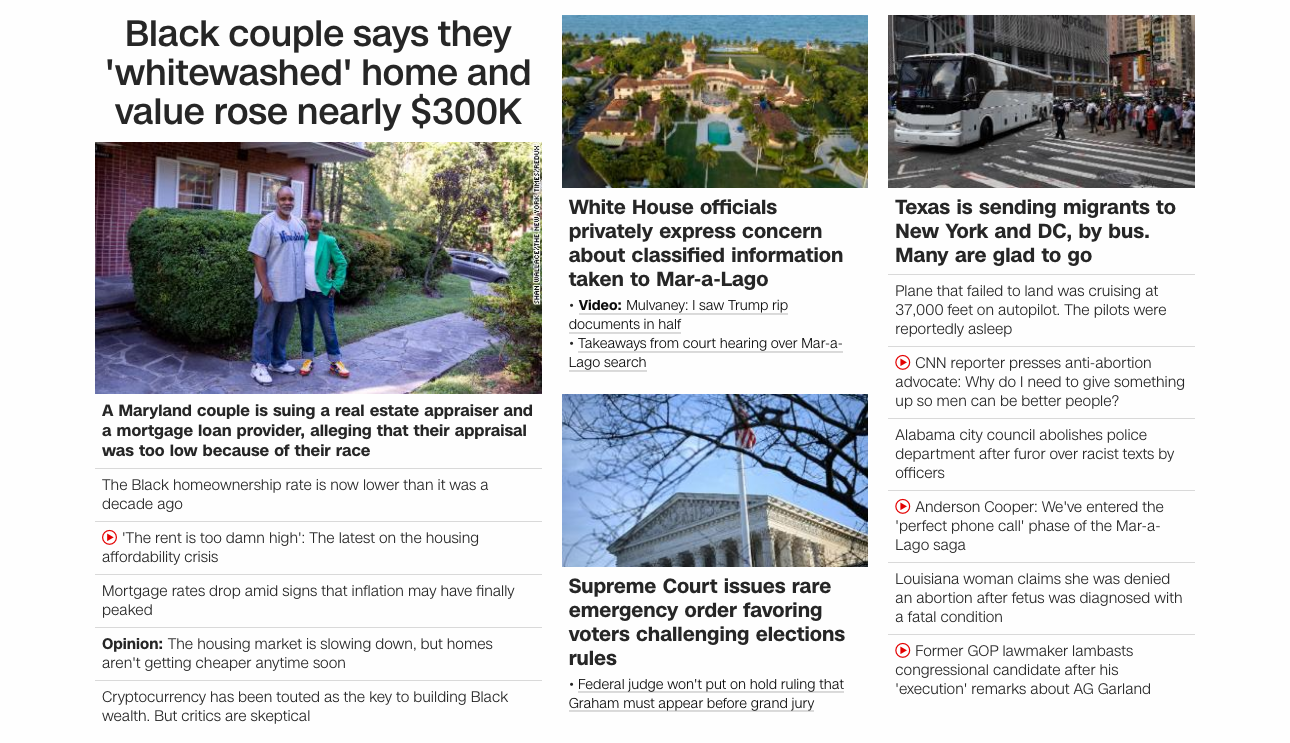 Black couple says they
'whitewashed' home and
value rose nearly $300K
SHAN WALLACE/THE NEW YORK TIMES/REDUX
A Maryland couple is suing a real estate appraiser and
a mortgage loan provider, alleging that their appraisal
was too low because of their race
The Black homeownership rate is now lower than it was a
decade ago
'The rent is too damn high': The latest on the housing
affordability crisis
Mortgage rates drop amid signs that inflation may have finally
peaked
Opinion: The housing market is slowing down, but homes
aren't getting cheaper anytime soon
Cryptocurrency has been touted as the key to building Black
wealth. But critics are skeptical
White House officials
privately express concern
about classified information
taken to Mar-a-Lago
• Video: Mulvaney: I saw Trump rip
documents in half
• Takeaways from court hearing over Mar-a-
Lago search
Supreme Court issues rare
emergency order favoring
voters challenging elections
rules
• Federal judge won't put on hold ruling that
Graham must appear before grand jury
Texas is sending migrants to
New York and DC, by bus.
Many are glad to go
Plane that failed to land was cruising at
37,000 feet on autopilot. The pilots were
reportedly asleep
CNN reporter presses anti-abortion
advocate: Why do I need to give something
up so men can be better people?
Alabama city council abolishes police
department after furor over racist texts by
officers
Anderson Cooper: We've entered the
'perfect phone call' phase of the Mar-a-
Lago saga
Louisiana woman claims she was denied
an abortion after fetus was diagnosed with
a fatal condition
Former GOP lawmaker lambasts
congressional candidate after his
'execution' remarks about AG Garland